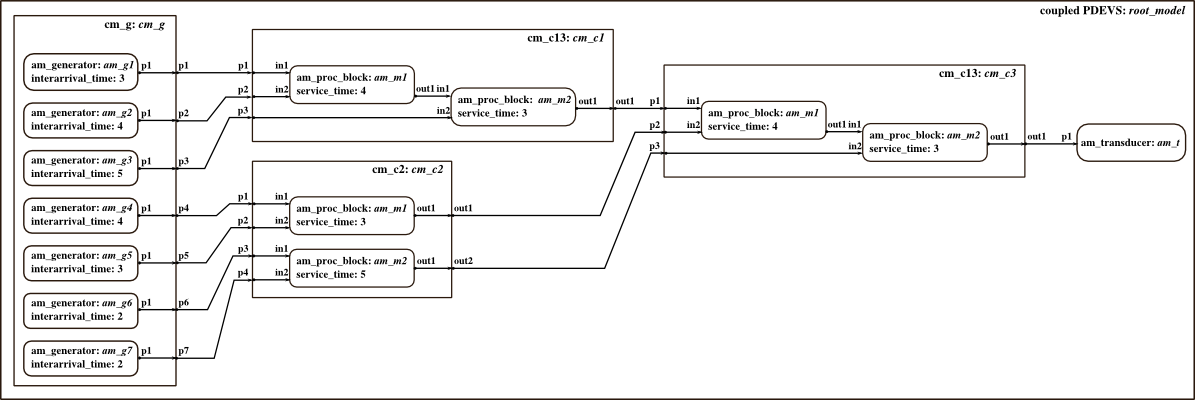 coupled PDEVS: root_model
cm_g: cm_g
am_generator: am_g1
interarrival_time: 3
p1
p1
am_generator: am_g2
interarrival_time: 4
p1
p2
am_generator: am_g3
interarrival_time: 5
p1
p3
am_generator: am_g4
interarrival_time: 4
p1
p4
am_generator: am_g5
interarrival_time: 3
p1
p5
am_generator: am_g6
interarrival_time: 2
p1
p6
am_generator: am_g7
interarrival_time: 2
p1
p7
cm_c13: cm_c1
p1
in1
p2
in2
p3
am_proc_block: am_m1
service_time: 4
out1
in1
in2
am_proc_block: am_m2
service_time: 3
out1
out1
cm_c2: cm_c2
p1
in1
p2
in2
am_proc_block: am_m1
service_time: 3
out1
out1
p3
in1
p4
in2
am_proc_block: am_m2
service_time: 5
out1
out2
cm_c13: cm_c3
p1
in1
p2
in2
p3
am_proc_block: am_m1
service_time: 4
out1
in1
in2
am_proc_block: am_m2
service_time: 3
out1
out1
p1
am_transducer: am_t